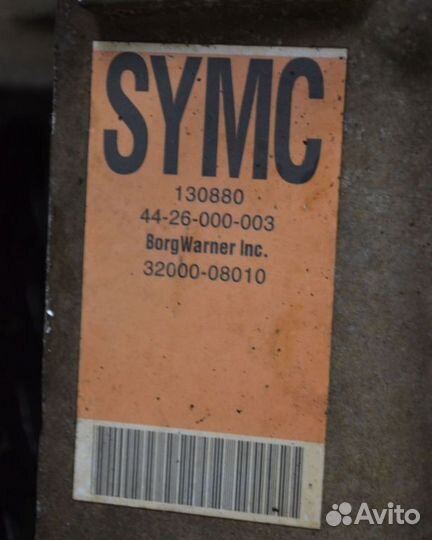 SYMC
130880
44-26-000-003
BorgWarner Inc.
32000-08010
Avito